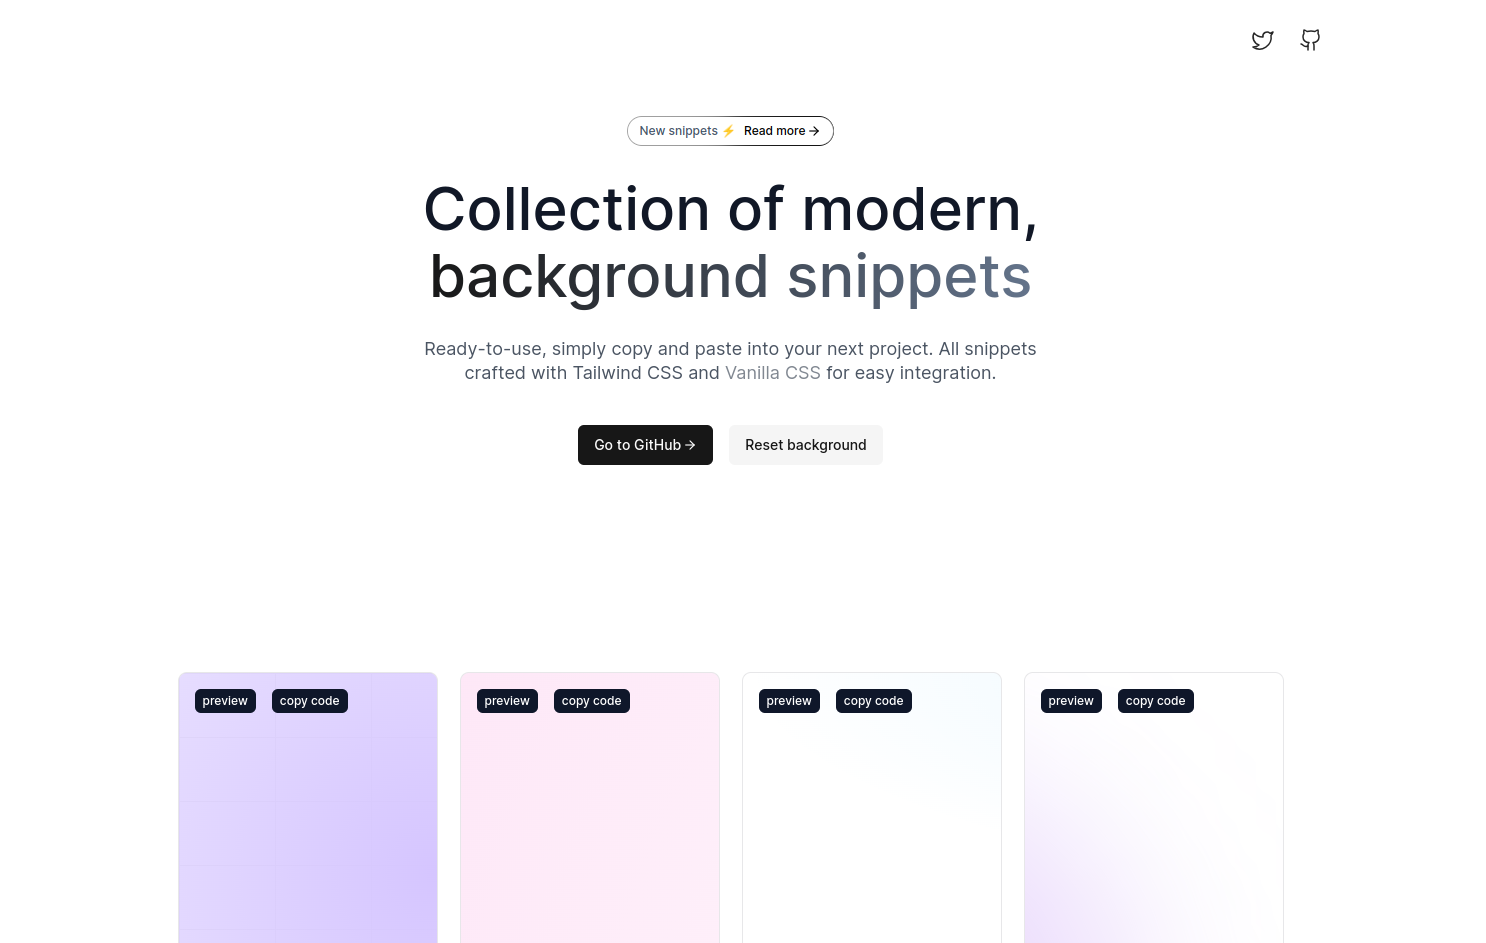 New snippets ⚡ Read more →
Collection of modern,
background snippets
Ready-to-use, simply copy and paste into your next project. All snippets
crafted with Tailwind CSS and Vanilla CSS for easy integration.
Go to GitHub → Reset background
preview copy code preview copy code preview copy code preview copy code